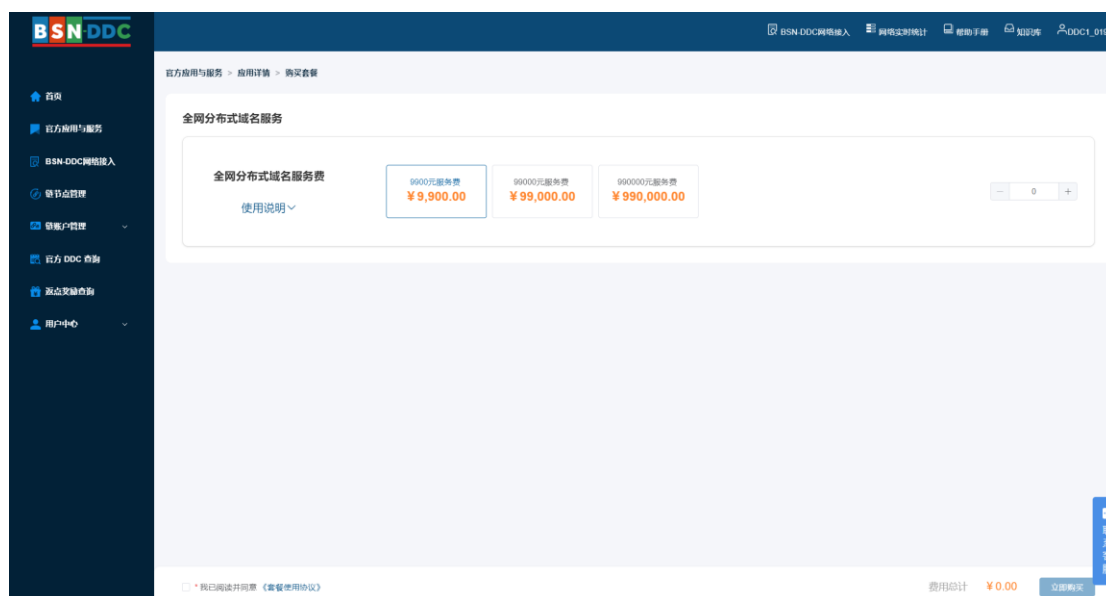 BSN-DDC
BSN-DDC网络接入 网络实时统计 帮助手册 知识库 DDC1_019
官方应用与服务 > 应用详情 > 购买套餐
首页
官方应用与服务
BSN-DDC网络接入
链节点管理
链账户管理
官方 DDC 查询
返点奖励查询
用户中心
全网分布式域名服务
全网分布式域名服务费
使用说明
9900元服务费
¥9,900.00
99000元服务费
¥99,000.00
990000元服务费
¥990,000.00
- 0 +
* 我已阅读并同意 《套餐使用协议》
费用总计 ¥0.00 立即购买